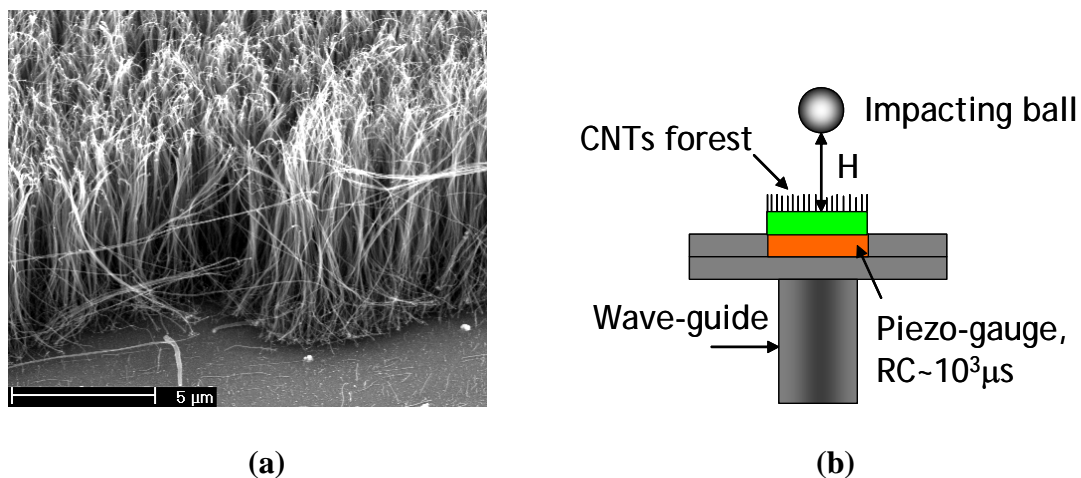 5 μm
(a)
Impacting ball
CNTs forest
H
Wave-guide
Piezo-gauge,
RC~10³μs
(b)